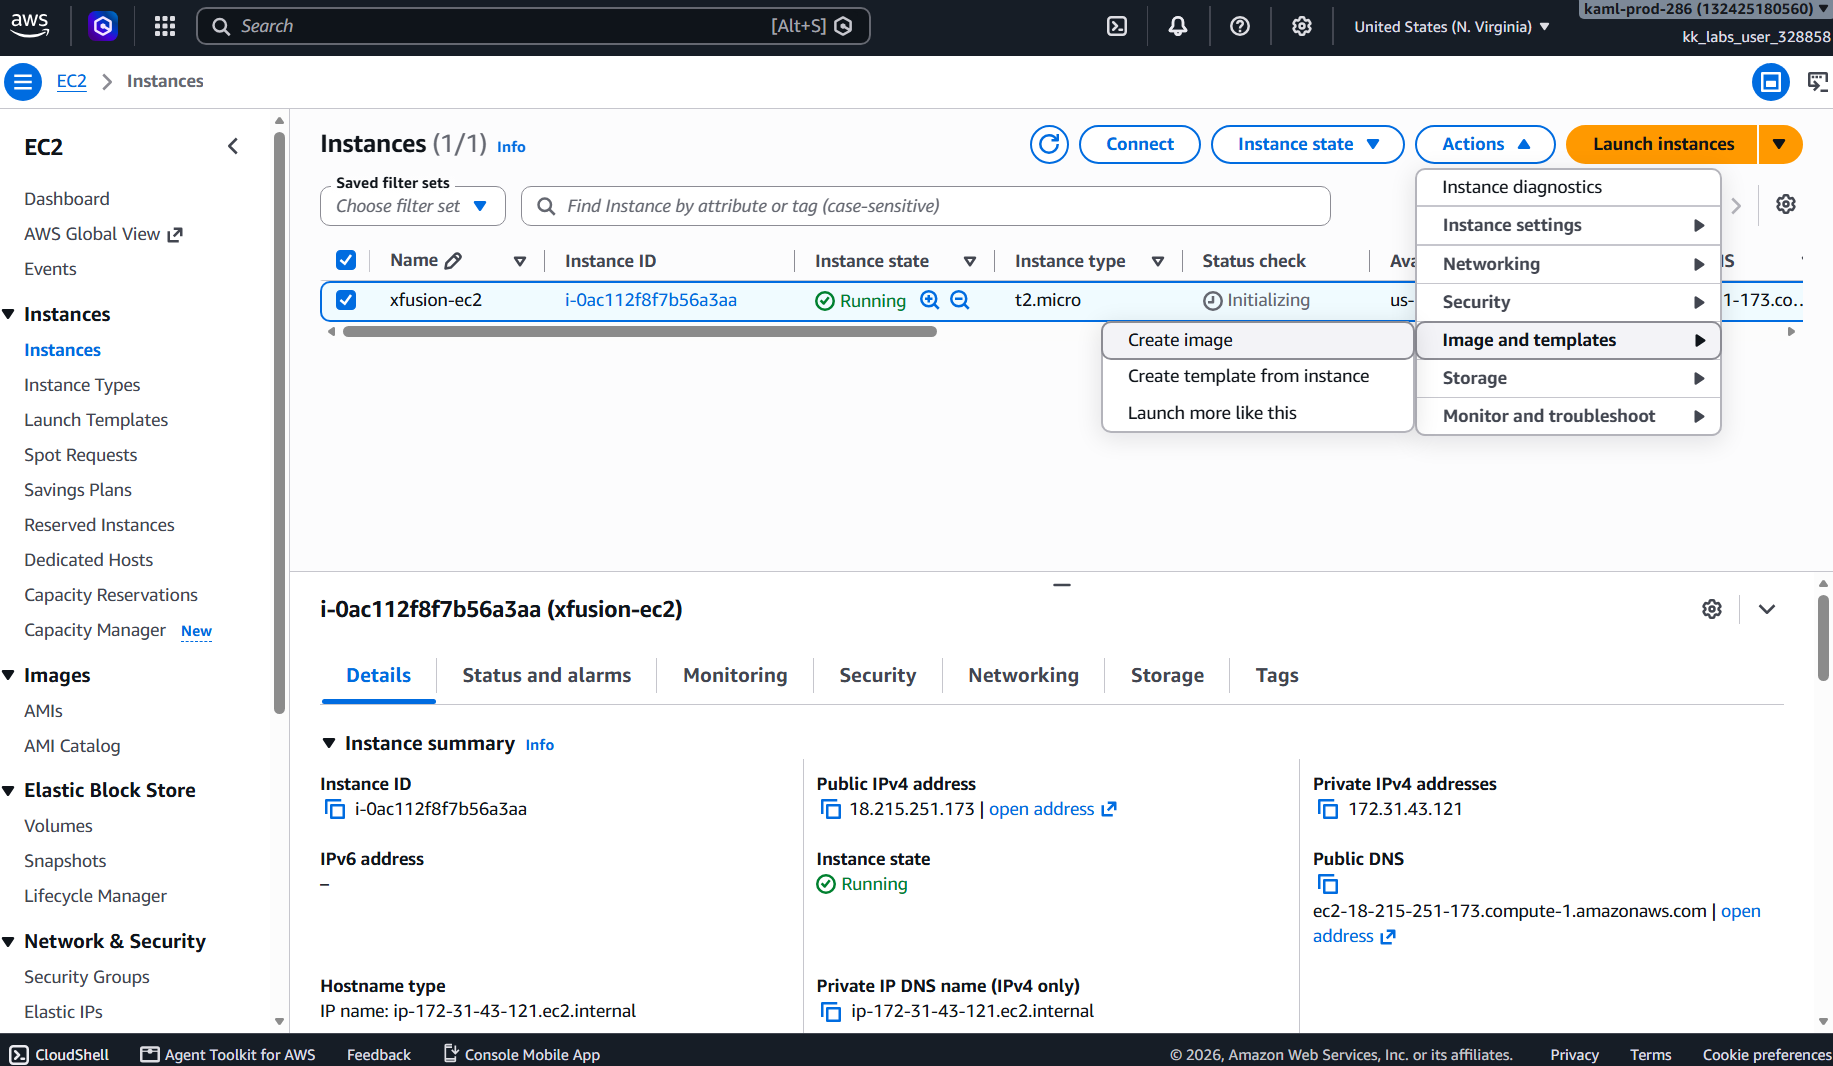 aws
Search
[Alt+S]
United States (N. Virginia)
kaml-prod-286 (132425180560)
kk_labs_user_328858
EC2
Instances
EC2
Dashboard
AWS Global View
Events
Instances
Instances
Instance Types
Launch Templates
Spot Requests
Savings Plans
Reserved Instances
Dedicated Hosts
Capacity Reservations
Capacity Manager New
Images
AMIs
AMI Catalog
Elastic Block Store
Volumes
Snapshots
Lifecycle Manager
Network & Security
Security Groups
Elastic IPs
Instances (1/1) Info
Connect
Instance state
Actions
Launch instances
Saved filter sets
Choose filter set
Find Instance by attribute or tag (case-sensitive)
Name
Instance ID
Instance state
Instance type
Status check
Ava
S
xfusion-ec2
i-0ac112f8f7b56a3aa
Running
t2.micro
Initializing
us-
1-173.co...
Instance diagnostics
Instance settings
Networking
Security
Image and templates
Storage
Monitor and troubleshoot
Create image
Create template from instance
Launch more like this
i-0ac112f8f7b56a3aa (xfusion-ec2)
Details
Status and alarms
Monitoring
Security
Networking
Storage
Tags
Instance summary Info
Instance ID
i-0ac112f8f7b56a3aa
Public IPv4 address
18.215.251.173 | open address
Private IPv4 addresses
172.31.43.121
IPv6 address
–
Instance state
Running
Public DNS
ec2-18-215-251-173.compute-1.amazonaws.com | open
address
Hostname type
IP name: ip-172-31-43-121.ec2.internal
Private IP DNS name (IPv4 only)
ip-172-31-43-121.ec2.internal
CloudShell
Agent Toolkit for AWS
Feedback
Console Mobile App
© 2026, Amazon Web Services, Inc. or its affiliates.
Privacy
Terms
Cookie preferences